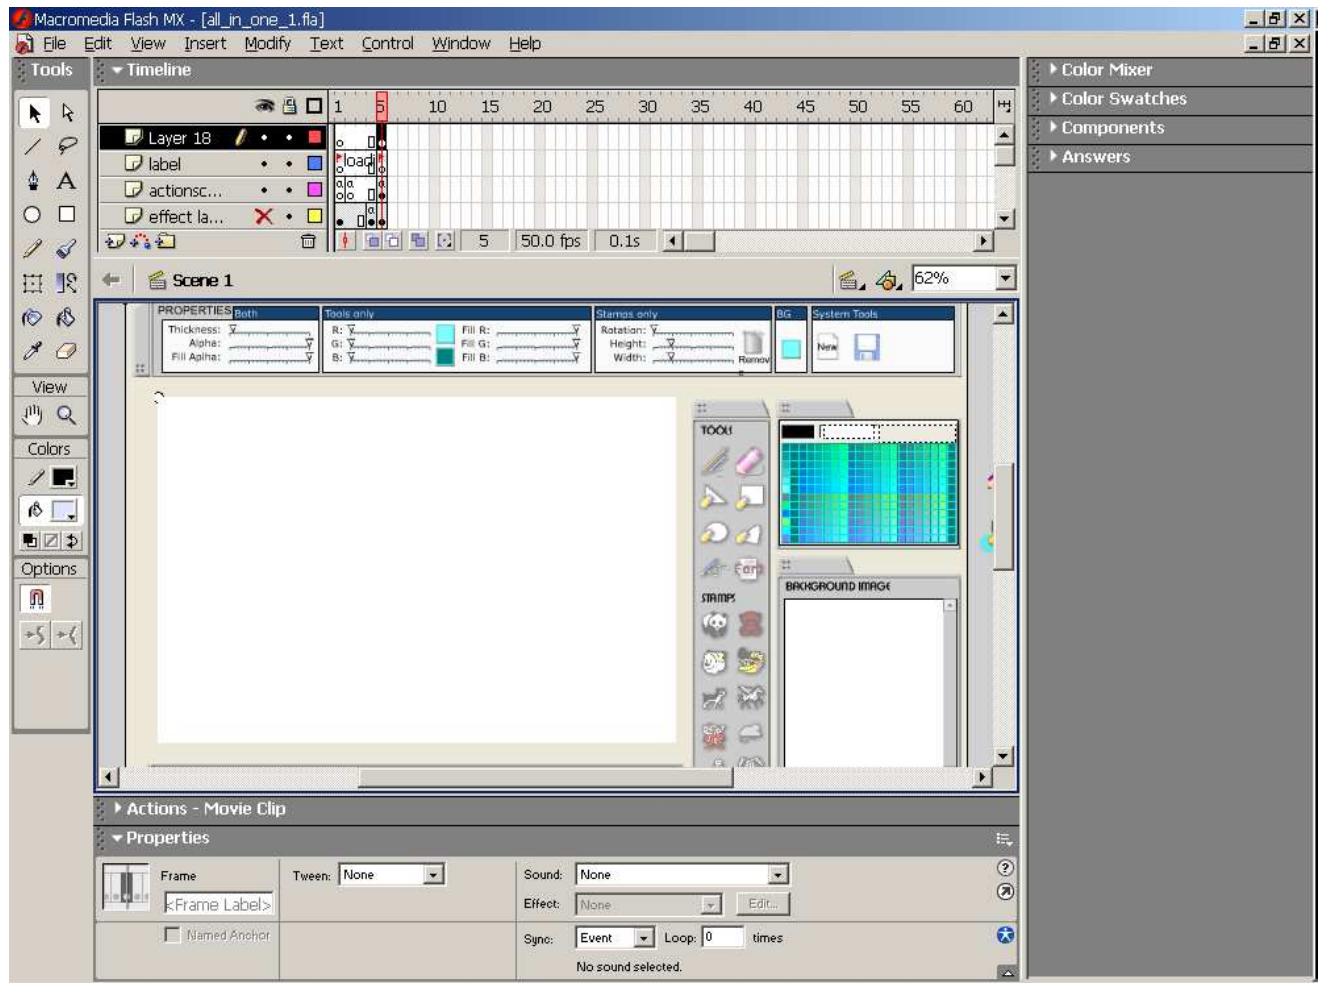 Macromedia Flash MX - [all_in_one_1.fla]
File Edit View Insert Modify Text Control Window Help
Tools
Timeline
Color Mixer
Color Swatches
Components
Answers
1 5 10 15 20 25 30 35 40 45 50 55 60
Layer 18
label
loadi
actionsc...
effect la...
5 50.0 fps 0.1s
Scene 1
62%
PROPERTIES Both Tools only Stamps only BG System Tools
Thickness: R: Fill R: Rotation:
Alpha: G: Fill G: Height: New
Fill Aplha: B: Fill B: Width: Remov
View
Colors
Options
TOOLS
STAMPS
BACKGROUND IMAGE
Actions - Movie Clip
Properties
Frame Tween: None Sound: None
<Frame Label> Effect: None Edit...
Named Anchor Sync: Event Loop: 0 times
No sound selected.